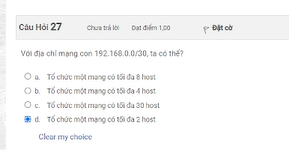 Câu Hỏi 27 Chưa trả lời Đạt điểm 1,00 Đặt cờ
Với địa chỉ mạng con 192.168.0.0/30, ta có thể?
a. Tổ chức một mạng có tối đa 8 host
b. Tổ chức một mạng có tối đa 4 host
c. Tổ chức một mạng có tối đa 30 host
d. Tổ chức một mạng có tối đa 2 host
Clear my choice